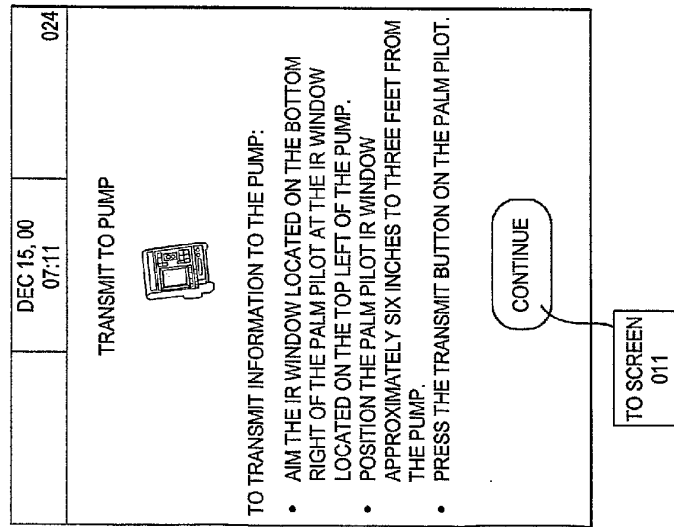 DEC 15, 00
07:11
024
TRANSMIT TO PUMP
TO TRANSMIT INFORMATION TO THE PUMP:
• AIM THE IR WINDOW LOCATED ON THE BOTTOM
RIGHT OF THE PALM PILOT AT THE IR WINDOW
LOCATED ON THE TOP LEFT OF THE PUMP.
• POSITION THE PALM PILOT IR WINDOW
APPROXIMATELY SIX INCHES TO THREE FEET FROM
THE PUMP.
• PRESS THE TRANSMIT BUTTON ON THE PALM PILOT.
CONTINUE
TO SCREEN
011